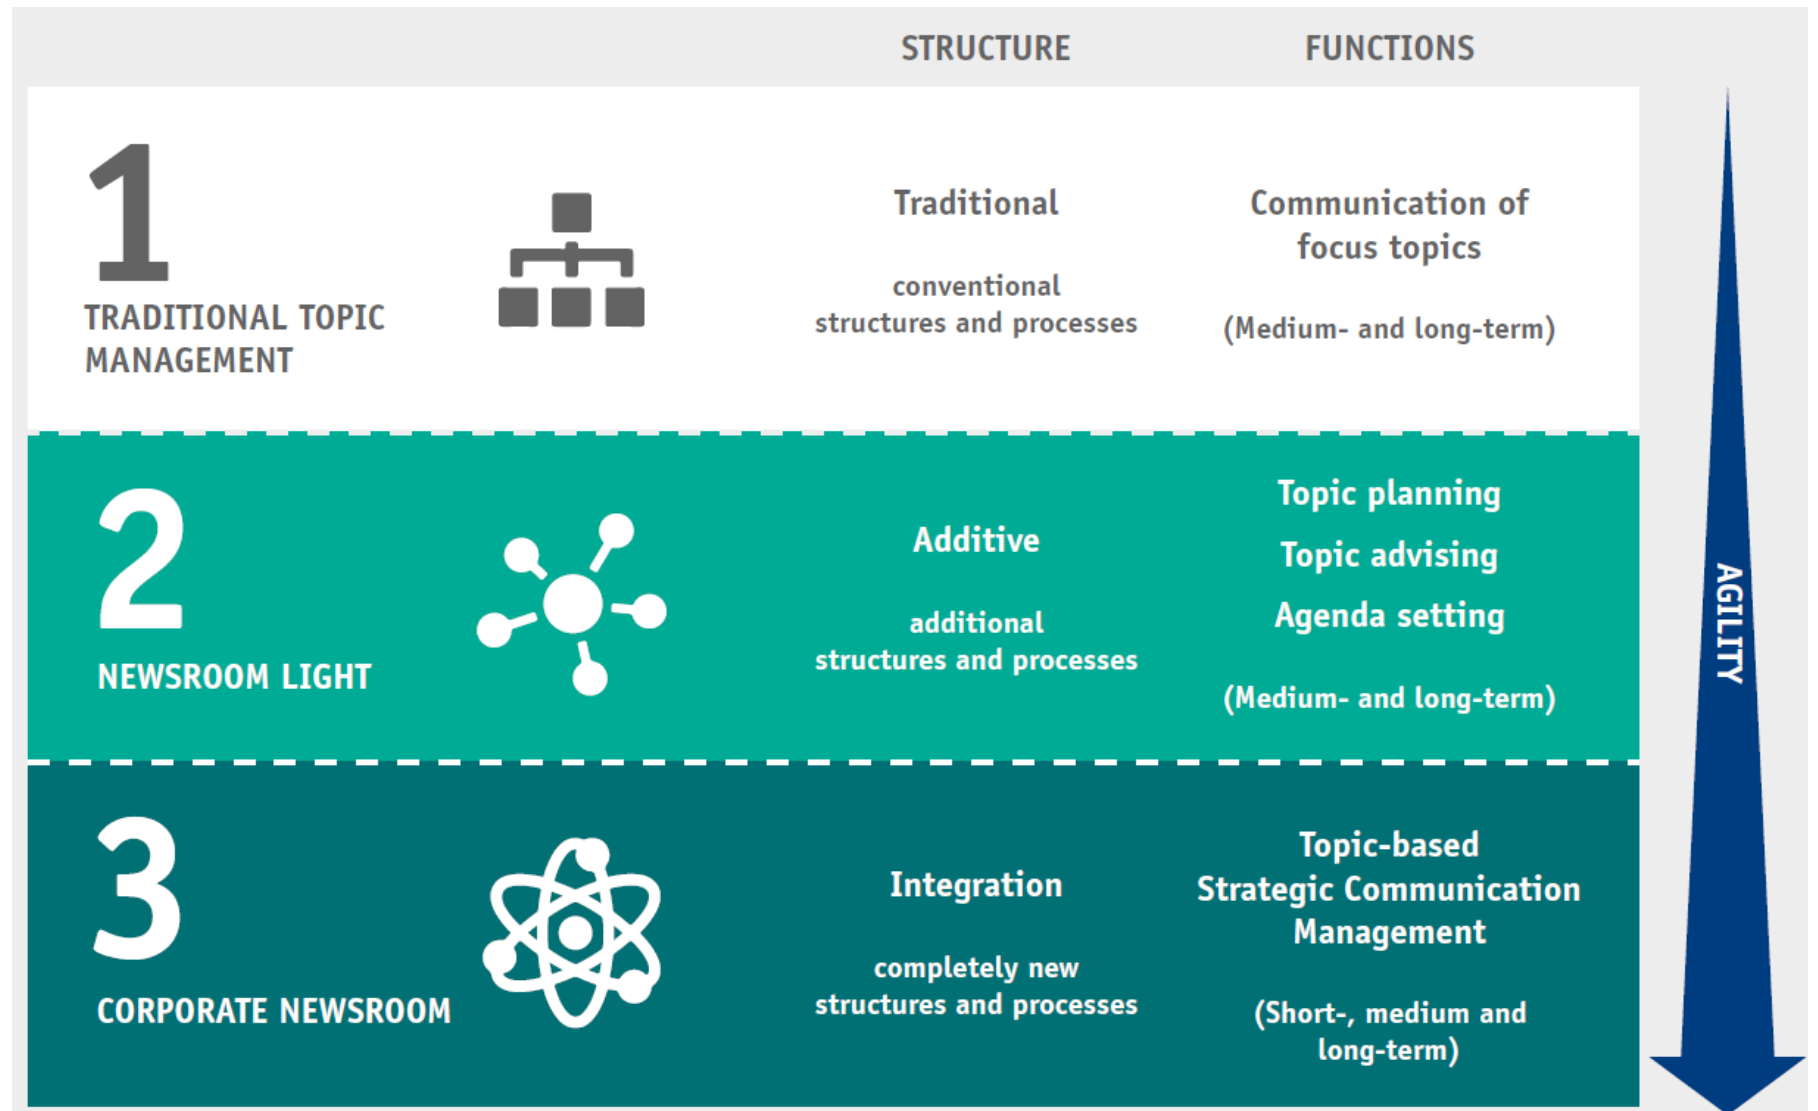 STRUCTURE
FUNCTIONS
1
TRADITIONAL TOPIC
MANAGEMENT
Traditional
conventional
structures and processes
Communication of
focus topics
(Medium- and long-term)
2
NEWSROOM LIGHT
Additive
additional
structures and processes
Topic planning
Topic advising
Agenda setting
(Medium- and long-term)
3
CORPORATE NEWSROOM
Integration
completely new
structures and processes
Topic-based
Strategic Communication
Management
(Short-, medium and
long-term)
AGILITY